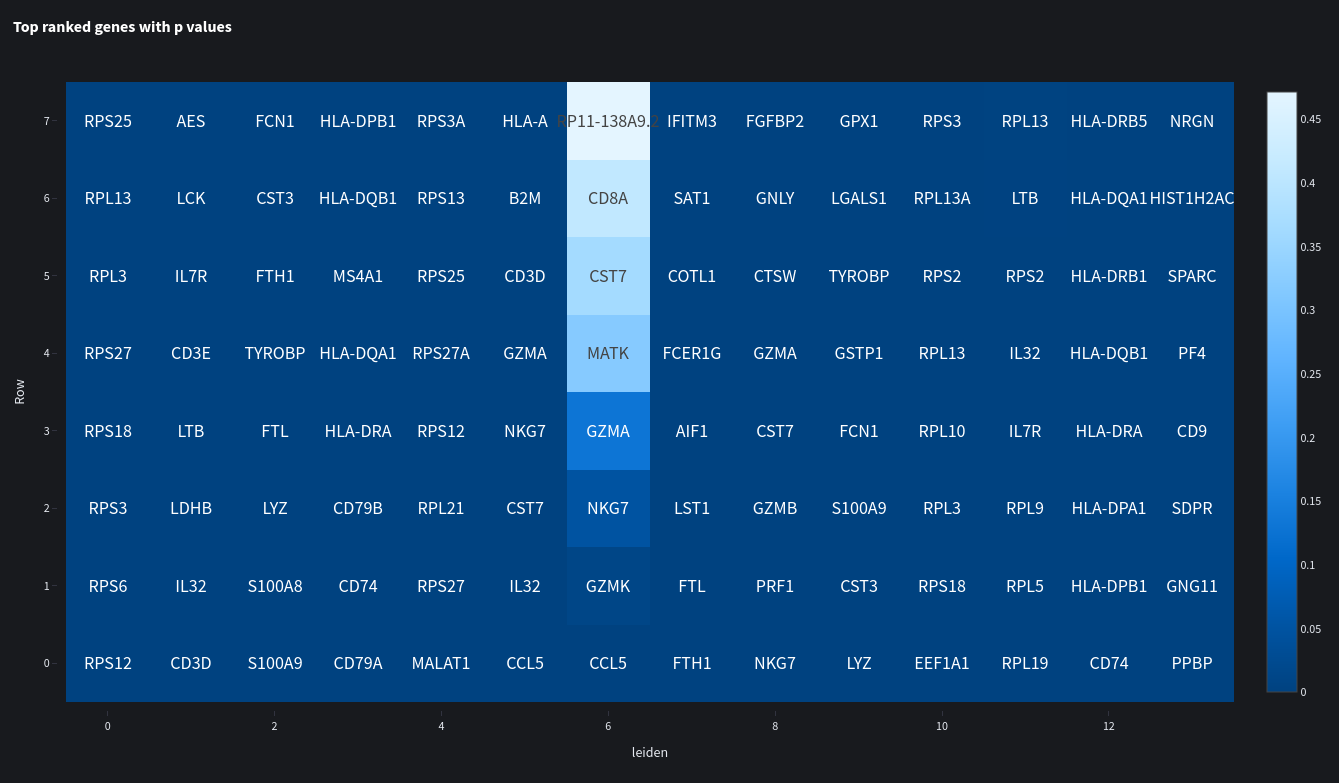 Top ranked genes with p values
7 RPS25 AES FCN1 HLA-DPB1 RPS3A HLA-A RP11-138A9.2 IFITM3 FGFBP2 GPX1 RPS3 RPL13 HLA-DRB5 NRGN
6 RPL13 LCK CST3 HLA-DQB1 RPS13 B2M CD8A SAT1 GNLY LGALS1 RPL13A LTB HLA-DQA1 HIST1H2AC
5 RPL3 IL7R FTH1 MS4A1 RPS25 CD3D CST7 COTL1 CTSW TYROBP RPS2 RPS2 HLA-DRB1 SPARC
4 RPS27 CD3E TYROBP HLA-DQA1 RPS27A GZMA MATK FCER1G GZMA GSTP1 RPL13 IL32 HLA-DQB1 PF4
3 RPS18 LTB FTL HLA-DRA RPS12 NKG7 GZMA AIF1 CST7 FCN1 RPL10 IL7R HLA-DRA CD9
2 RPS3 LDHB LYZ CD79B RPL21 CST7 NKG7 LST1 GZMB S100A9 RPL3 RPL9 HLA-DPA1 SDPR
1 RPS6 IL32 S100A8 CD74 RPS27 IL32 GZMK FTL PRF1 CST3 RPS18 RPL5 HLA-DPB1 GNG11
0 RPS12 CD3D S100A9 CD79A MALAT1 CCL5 CCL5 FTH1 NKG7 LYZ EEF1A1 RPL19 CD74 PPBP
0 2 4 6 8 10 12
leiden
Row
0.45
0.4
0.35
0.3
0.25
0.2
0.15
0.1
0.05
0